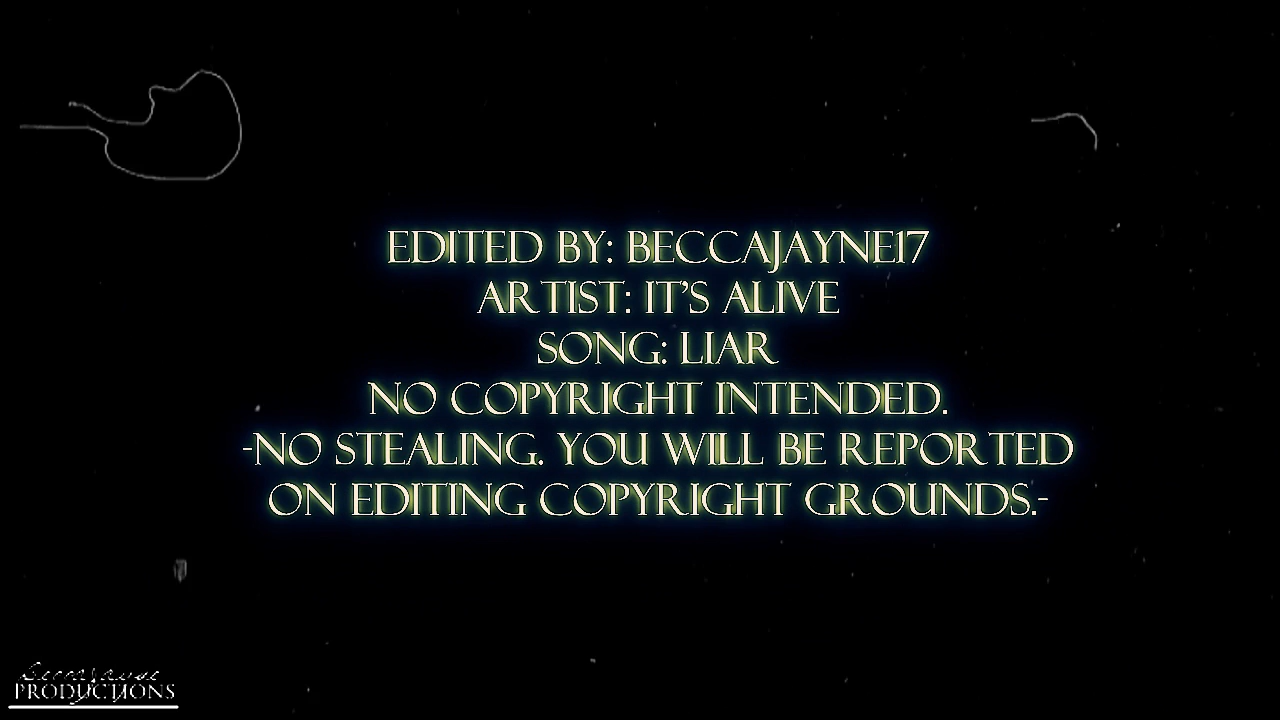 EDITED BY: BECCAJAYNE17
ARTIST: IT'S ALIVE
SONG: LIAR
NO COPYRIGHT INTENDED.
-NO STEALING. YOU WILL BE REPORTED
ON EDITING COPYRIGHT GROUNDS.-
PRODUCTIONS